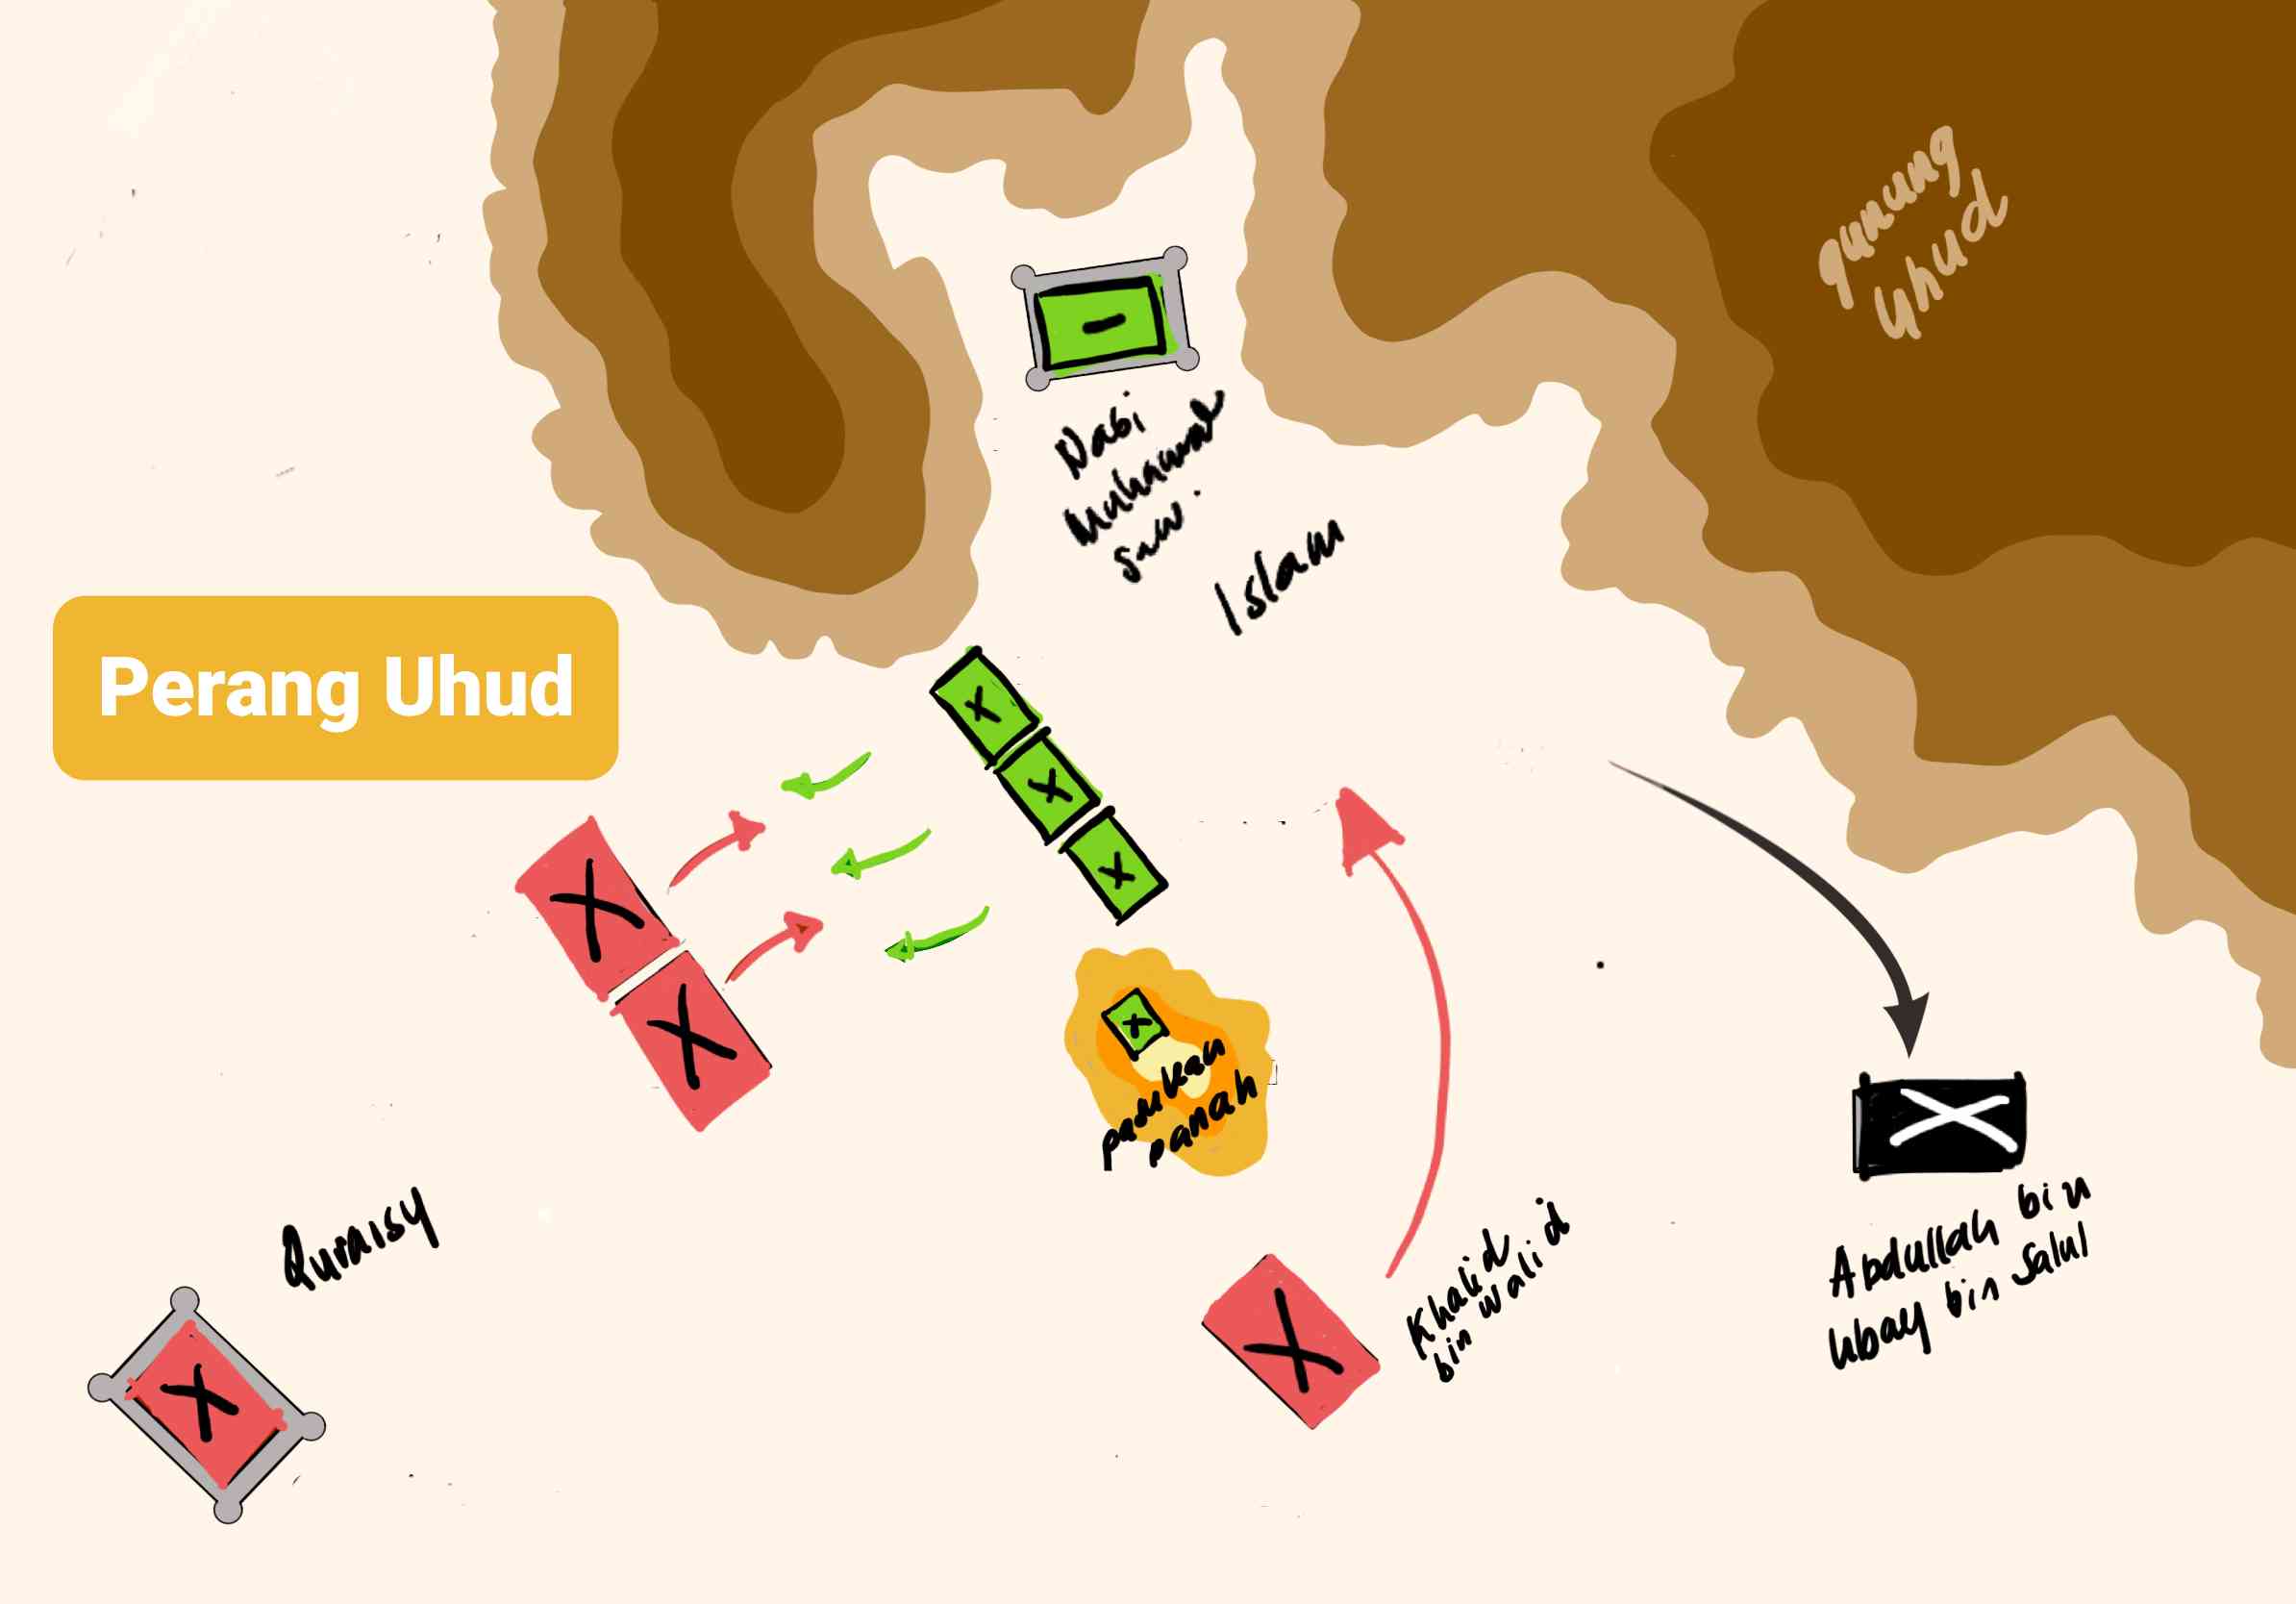 gunung
Uhud
Nabi
Muhammad
saw.
Islam
Perang Uhud
pasukan
panah
Quraisy
Khalid
bin Walid
Abdullah bin
Ubay bin Salul